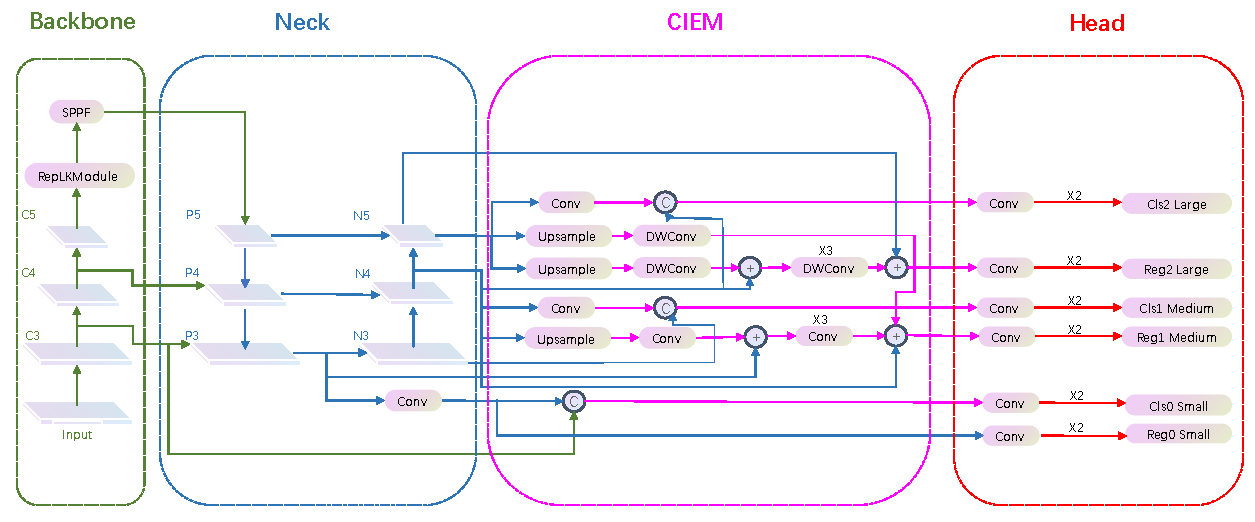 Backbone
Neck
CIEM
Head
SPPF
RepLKModule
C5
C4
C3
Input
P5
P4
P3
N5
N4
N3
Conv
Conv
C
Upsample
DWConv
Upsample
DWConv
+
X3
DWConv
+
Conv
C
Upsample
Conv
+
X3
Conv
+
C
Conv
X2
Cls2 Large
Conv
X2
Reg2 Large
Conv
X2
Cls1 Medium
Conv
X2
Reg1 Medium
Conv
X2
Cls0 Small
Conv
X2
Reg0 Small